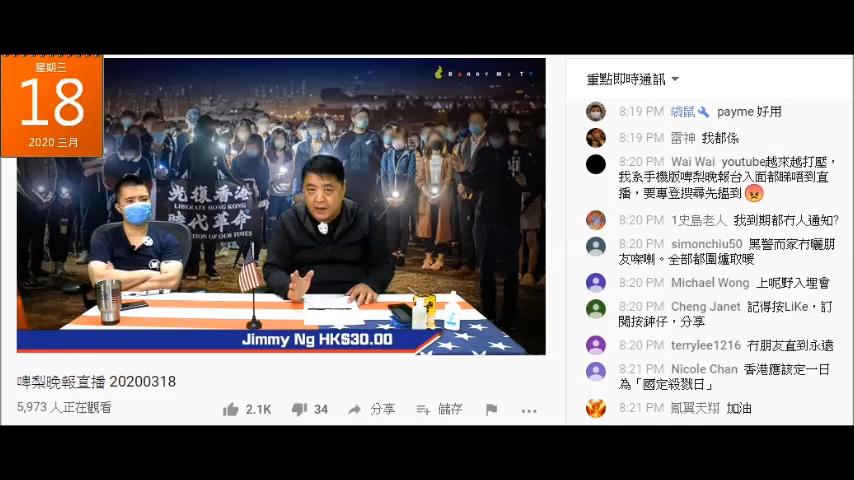 星期三
18
2020 三月
BARRY MA TT
光復香港
LIBERATE HONG KONG
時代革命
TION OF OUR TIMES
Jimmy Ng HK$30.00
啤梨晚報直播 20200318
5,973 人正在觀看
2.1K
34
分享
儲存
重點即時通訊
8:19 PM 袋鼠 payme 好用
8:19 PM 雷神 我都係
8:20 PM Wai Wai youtube越來越打壓，
我系手機版啤梨晚報台入面都睇唔到直
播，要專登搜尋先搵到
8:20 PM 1史島老人 我到期都冇人通知?
8:20 PM simonchiu50 黑警而家冇曬朋
友喇。全部都圍爐取暖
8:20 PM Michael Wong 上呢野入埋會
8:20 PM Cheng Janet 記得按LiKe，訂
閱按鈡仔，分享
8:20 PM terrylee1216 冇朋友直到永遠
8:21 PM Nicole Chan 香港應該定一日
為「國定殺戮日」
8:21 PM 鳳翼天翔 加油